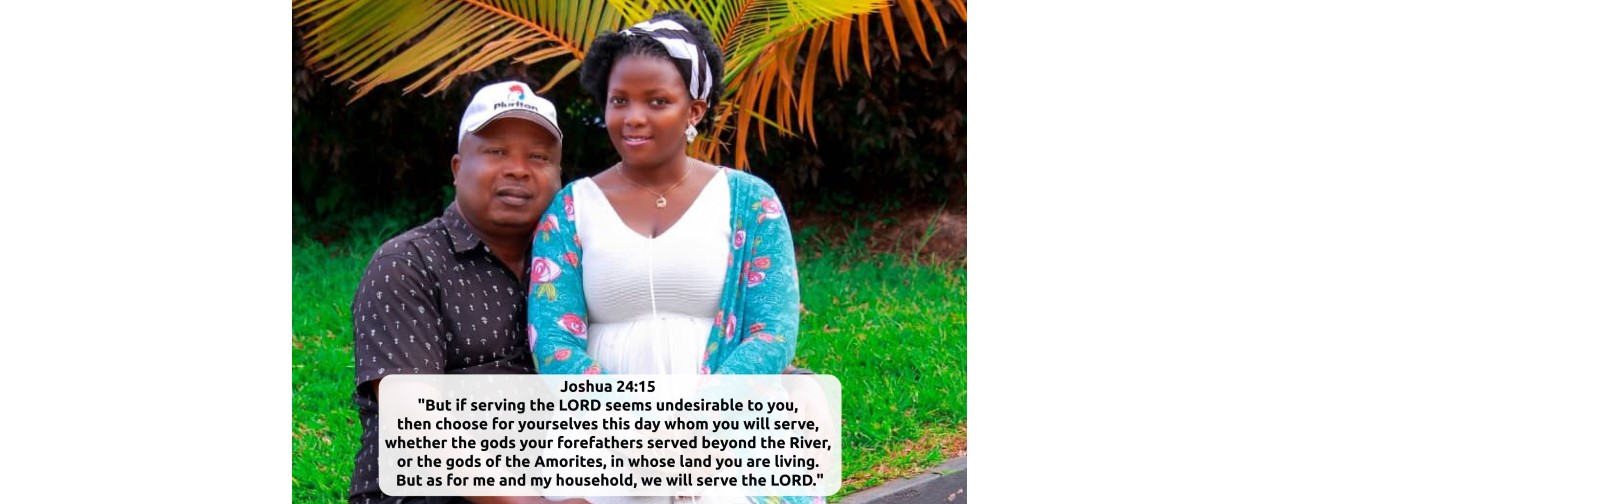 Pluriton
Joshua 24:15
"But if serving the LORD seems undesirable to you,
then choose for yourselves this day whom you will serve,
whether the gods your forefathers served beyond the River,
or the gods of the Amorites, in whose land you are living.
But as for me and my household, we will serve the LORD."